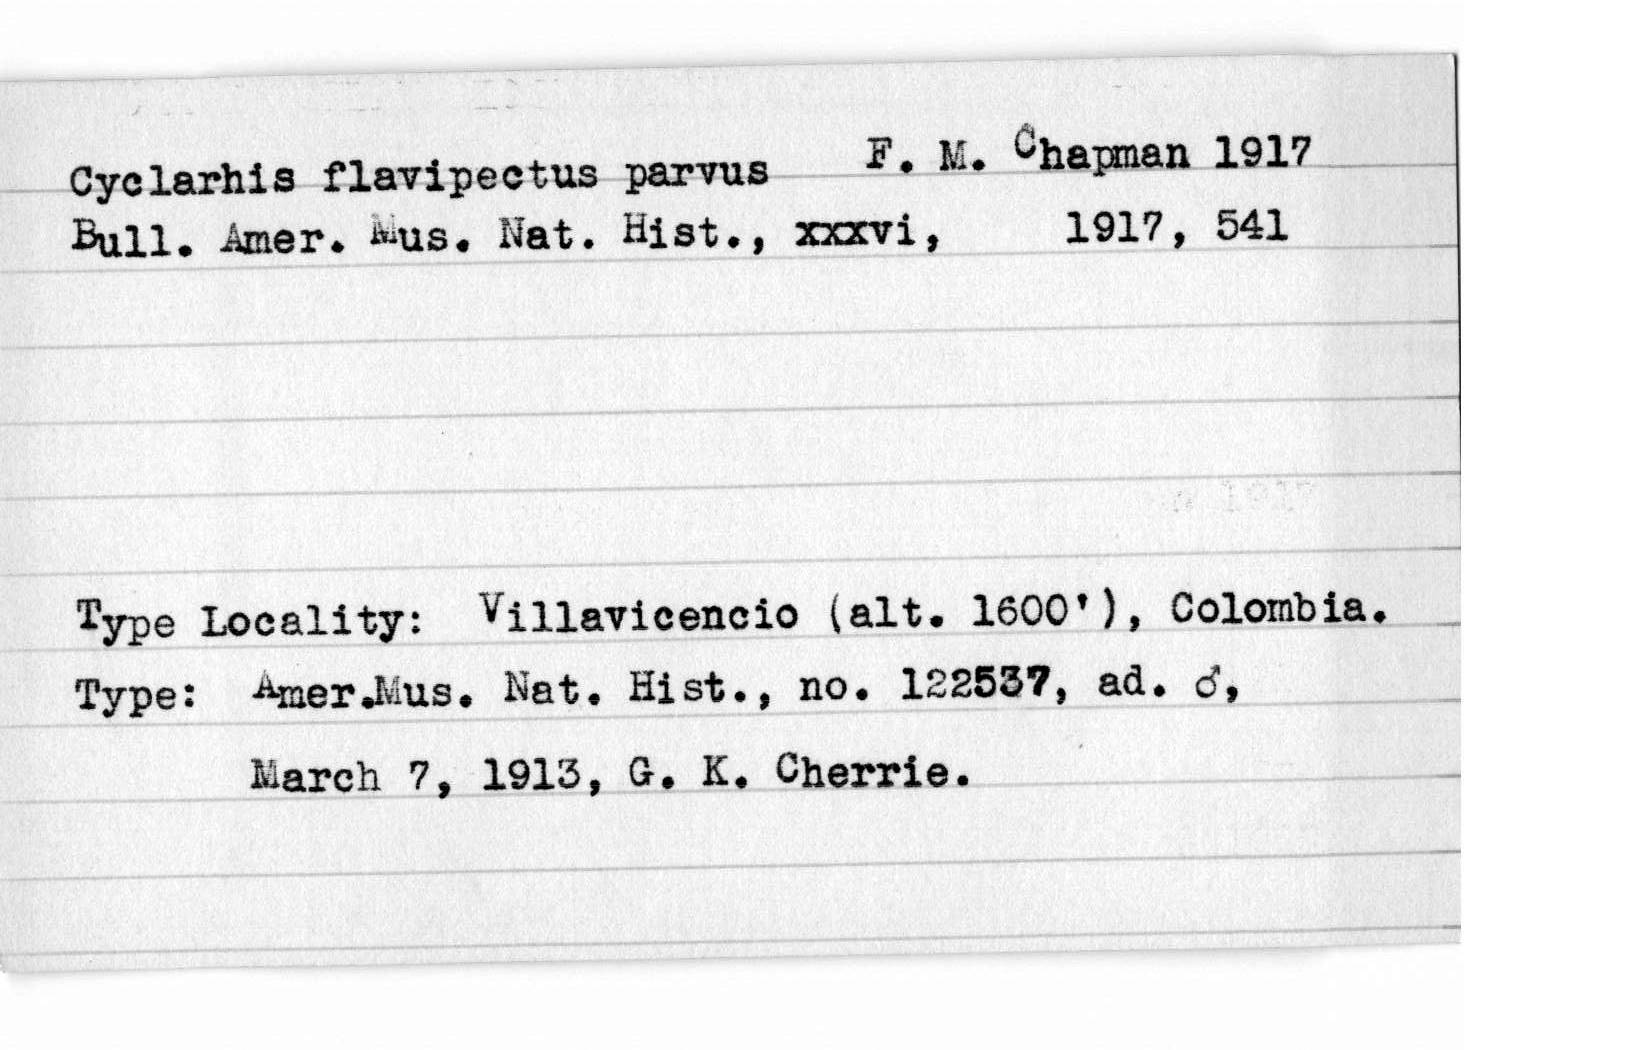 Cyclarhis flavipectus parvus F. M. Chapman 1917
Bull. Amer. Mus. Nat. Hist., xxxvi, 1917, 541
Type Locality: Villavicencio (alt. 1600'), Colombia.
Type: Amer.Mus. Nat. Hist., no. 122537, ad. ♂,
March 7, 1913, G. K. Cherrie.